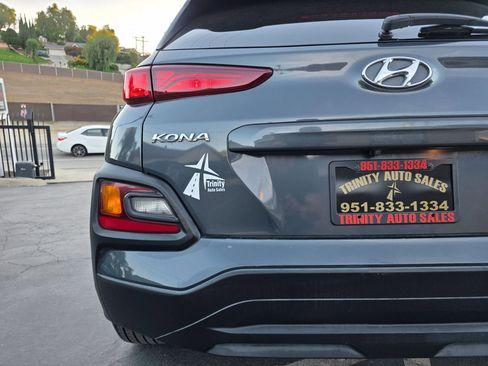 KONA
Trinity
Auto Sales
951-833-1334
TRINITY AUTO SALES
951-833-1334
TRINITY AUTO SALES